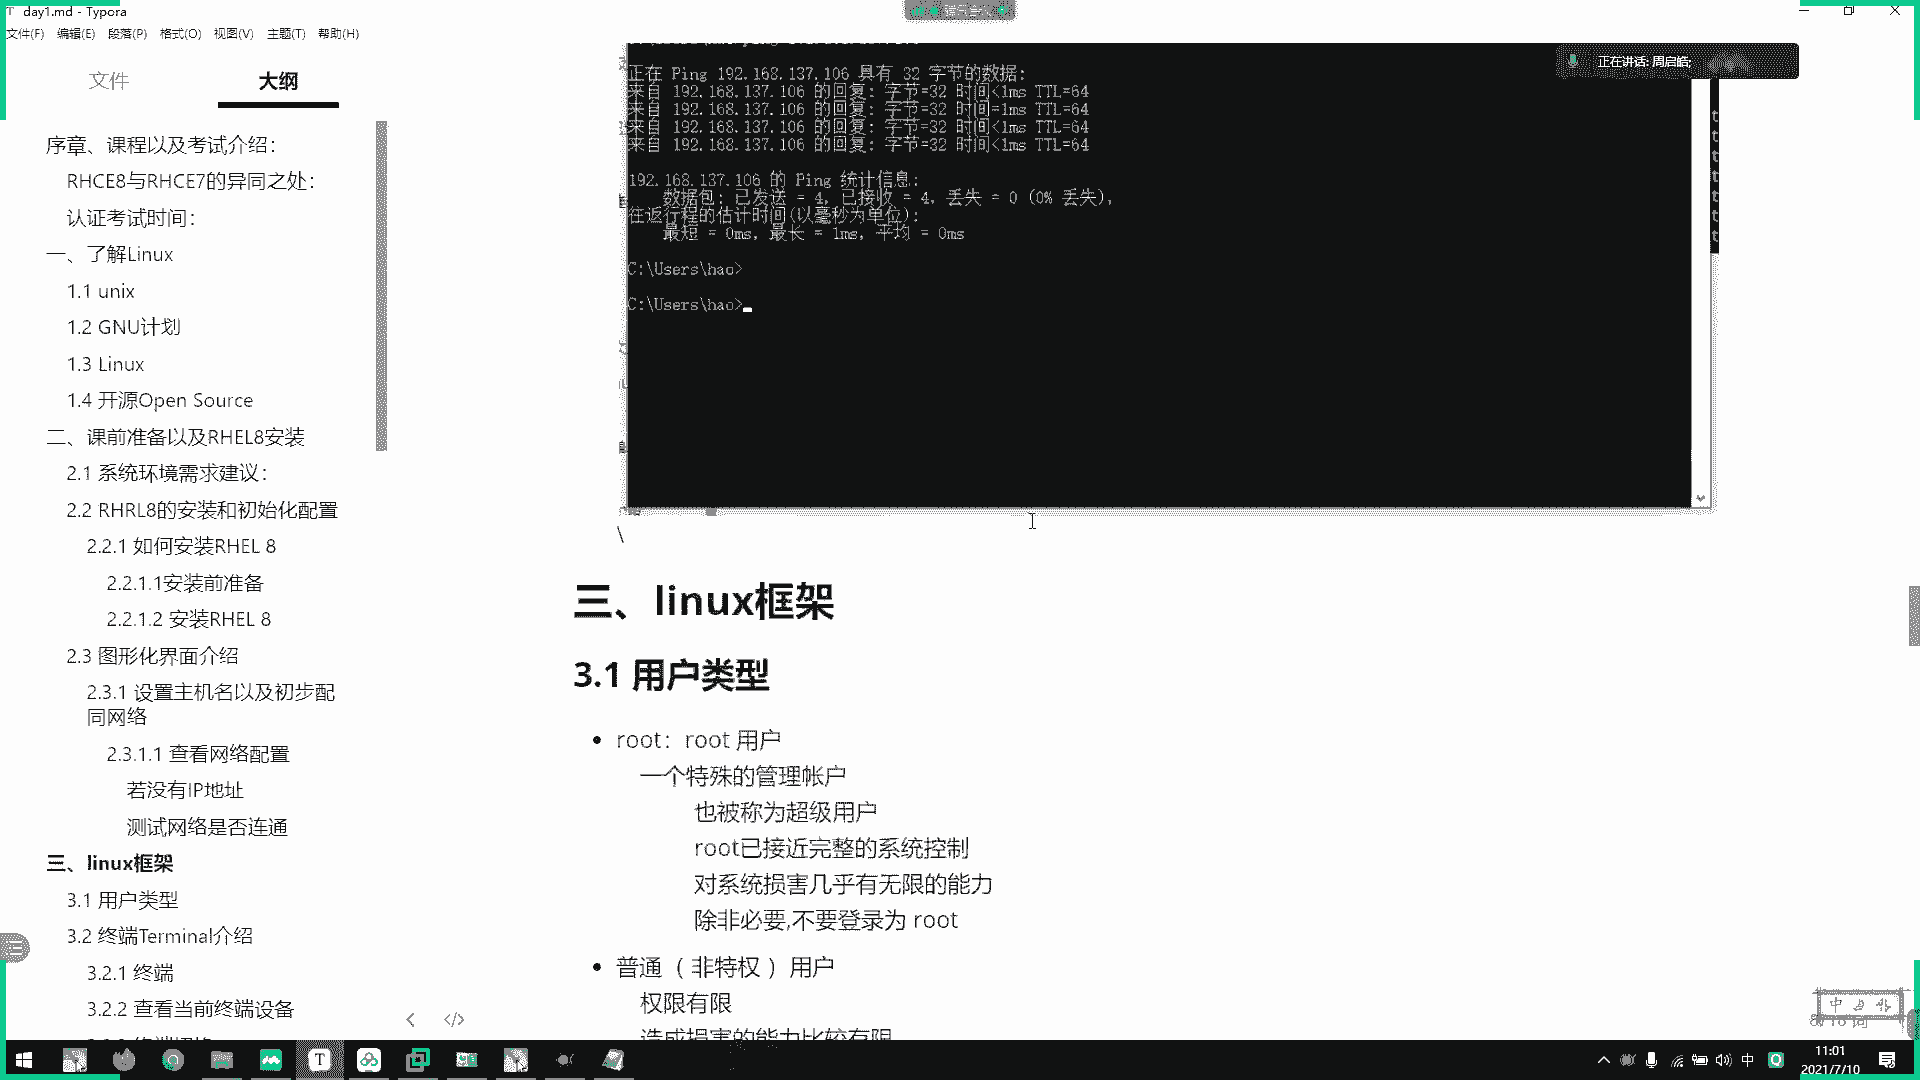 day1.md - Typora
文件(F) 编辑(E) 段落(P) 格式(O) 视图(V) 主题(T) 帮助(H)
文件
大纲
序章、课程以及考试介绍：
RHCE8与RHCE7的异同之处：
认证考试时间：
一、了解Linux
1.1 unix
1.2 GNU计划
1.3 Linux
1.4 开源Open Source
二、课前准备以及RHEL8安装
2.1 系统环境需求建议：
2.2 RHRL8的安装和初始化配置
2.2.1 如何安装RHEL 8
2.2.1.1安装前准备
2.2.1.2 安装RHEL 8
2.3 图形化界面介绍
2.3.1 设置主机名以及初步配
同网络
2.3.1.1 查看网络配置
若没有IP地址
测试网络是否连通
三、linux框架
3.1 用户类型
3.2 终端Terminal介绍
3.2.1 终端
3.2.2 查看当前终端设备
正在讲话: 周启皓;
正在 Ping 192.168.137.106 具有 32 字节的数据:
来自 192.168.137.106 的回复: 字节=32 时间<1ms TTL=64
来自 192.168.137.106 的回复: 字节=32 时间=1ms TTL=64
来自 192.168.137.106 的回复: 字节=32 时间<1ms TTL=64
来自 192.168.137.106 的回复: 字节=32 时间<1ms TTL=64
192.168.137.106 的 Ping 统计信息:
数据包: 已发送 = 4，已接收 = 4，丢失 = 0 (0% 丢失)，
往返行程的估计时间(以毫秒为单位):
最短 = 0ms，最长 = 1ms，平均 = 0ms
C:\Users\hao>
C:\Users\hao>
\
三、linux框架
3.1 用户类型
root：root 用户
一个特殊的管理帐户
也被称为超级用户
root已接近完整的系统控制
对系统损害几乎有无限的能力
除非必要,不要登录为 root
普通（ 非特权 ）用户
权限有限
造成损害的能力比较有限
中
11:01
2021/7/10